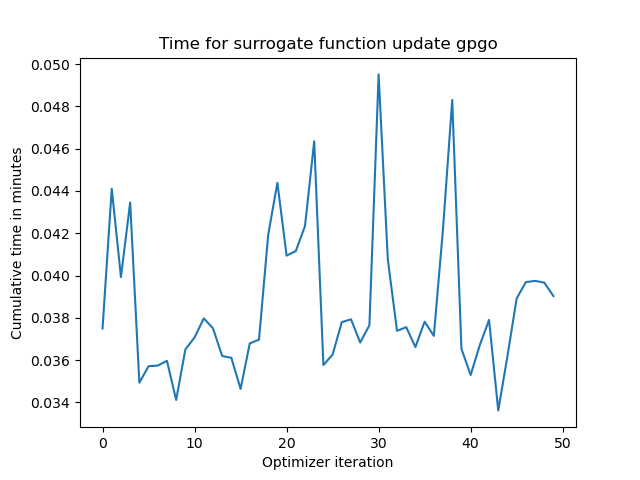 Time for surrogate function update gpgo
0.050
0.048
0.046
0.044
0.042
0.040
0.038
0.036
0.034
Cumulative time in minutes
0 10 20 30 40 50
Optimizer iteration